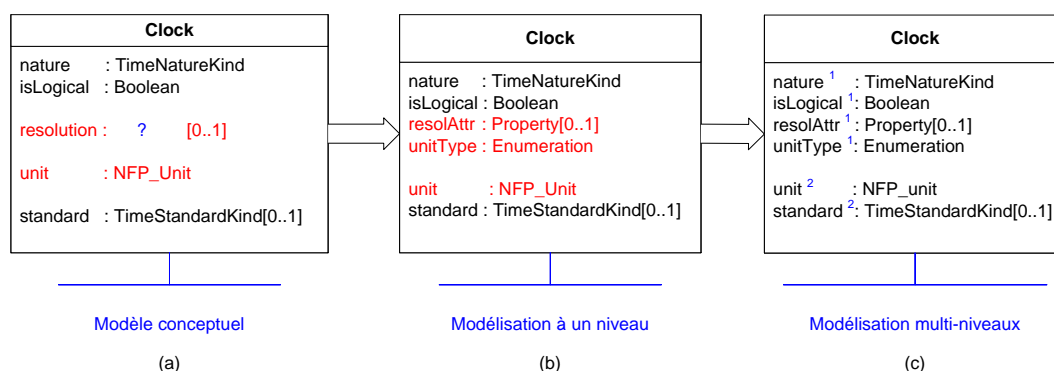 Clock
nature : TimeNatureKind
isLogical : Boolean
resolution : ? [0..1]
unit : NFP_Unit
standard : TimeStandardKind[0..1]
Modèle conceptuel
(a)
Clock
nature : TimeNatureKind
isLogical : Boolean
resolAttr : Property[0..1]
unitType : Enumeration
unit : NFP_Unit
standard : TimeStandardKind[0..1]
Modélisation à un niveau
(b)
Clock
nature 1 : TimeNatureKind
isLogical 1: Boolean
resolAttr 1: Property[0..1]
unitType 1: Enumeration
unit 2 : NFP_unit
standard 2: TimeStandardKind[0..1]
Modélisation multi-niveaux
(c)